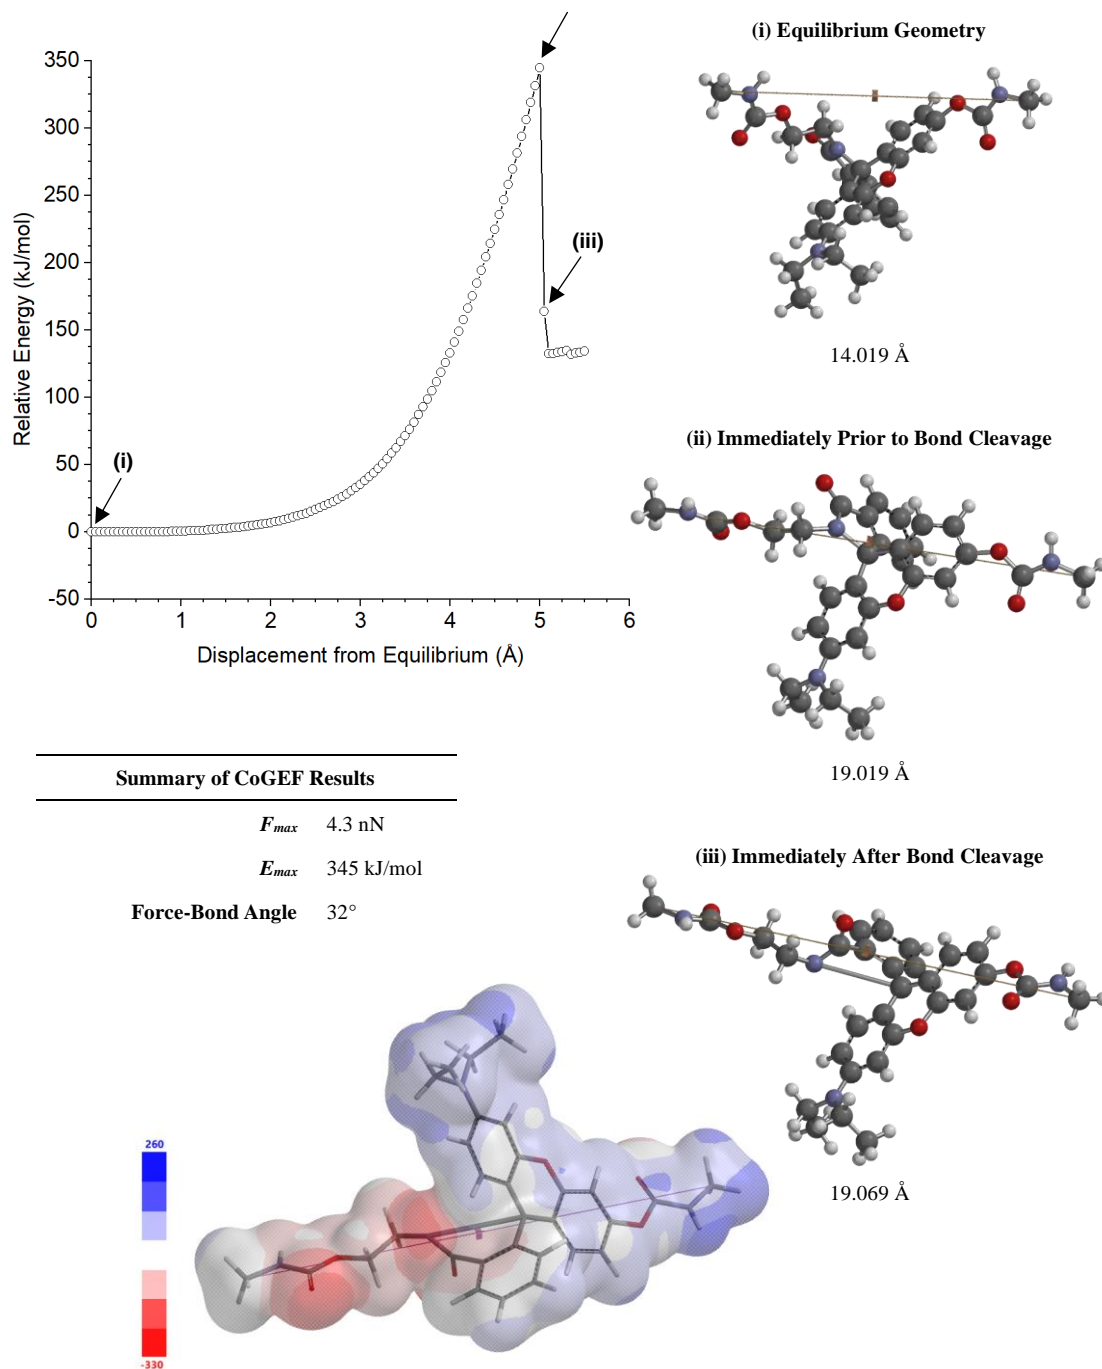 350
300
250
200
150
100
50
0
-50
0 1 2 3 4 5 6
Relative Energy (kJ/mol)
Displacement from Equilibrium (Å)
(i)
(iii)
(i) Equilibrium Geometry
14.019 Å
(ii) Immediately Prior to Bond Cleavage
19.019 Å
Summary of CoGEF Results
Fmax 4.3 nN
Emax 345 kJ/mol
Force-Bond Angle 32°
(iii) Immediately After Bond Cleavage
19.069 Å
260
-330